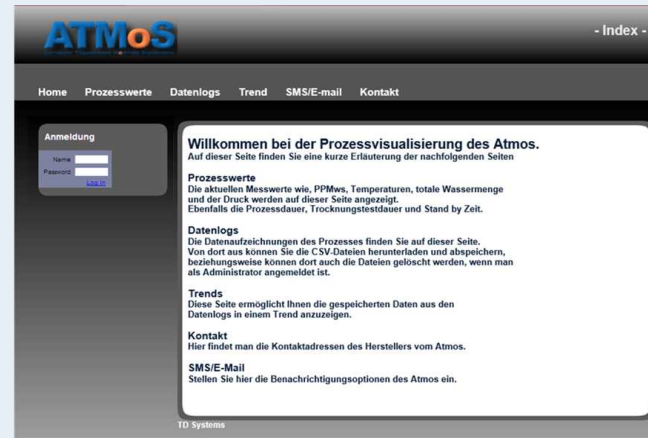 ATMoS
- Index -
Home Prozesswerte Datenlogs Trend SMS/E-mail Kontakt
Anmeldung
Name
Password
Log in
Willkommen bei der Prozessvisualisierung des Atmos.
Auf dieser Seite finden Sie eine kurze Erläuterung der nachfolgenden Seiten
Prozesswerte
Die aktuellen Messwerte wie, PPMws, Temperaturen, totale Wassermenge
und der Druck werden auf dieser Seite angezeigt.
Ebenfalls die Prozessdauer, Trocknungstestdauer und Stand by Zeit.
Datenlogs
Die Datenaufzeichnungen des Prozesses finden Sie auf dieser Seite.
Von dort aus können Sie die CSV-Dateien herunterladen und abspeichern,
beziehungsweise können dort auch die Dateien gelöscht werden, wenn man
als Administrator angemeldet ist.
Trends
Diese Seite ermöglicht Ihnen die gespeicherten Daten aus den
Datenlogs in einem Trend anzuzeigen.
Kontakt
Hier findet man die Kontaktadressen des Herstellers vom Atmos.
SMS/E-Mail
Stellen Sie hier die Benachrichtigungsoptionen des Atmos ein.
TD Systems